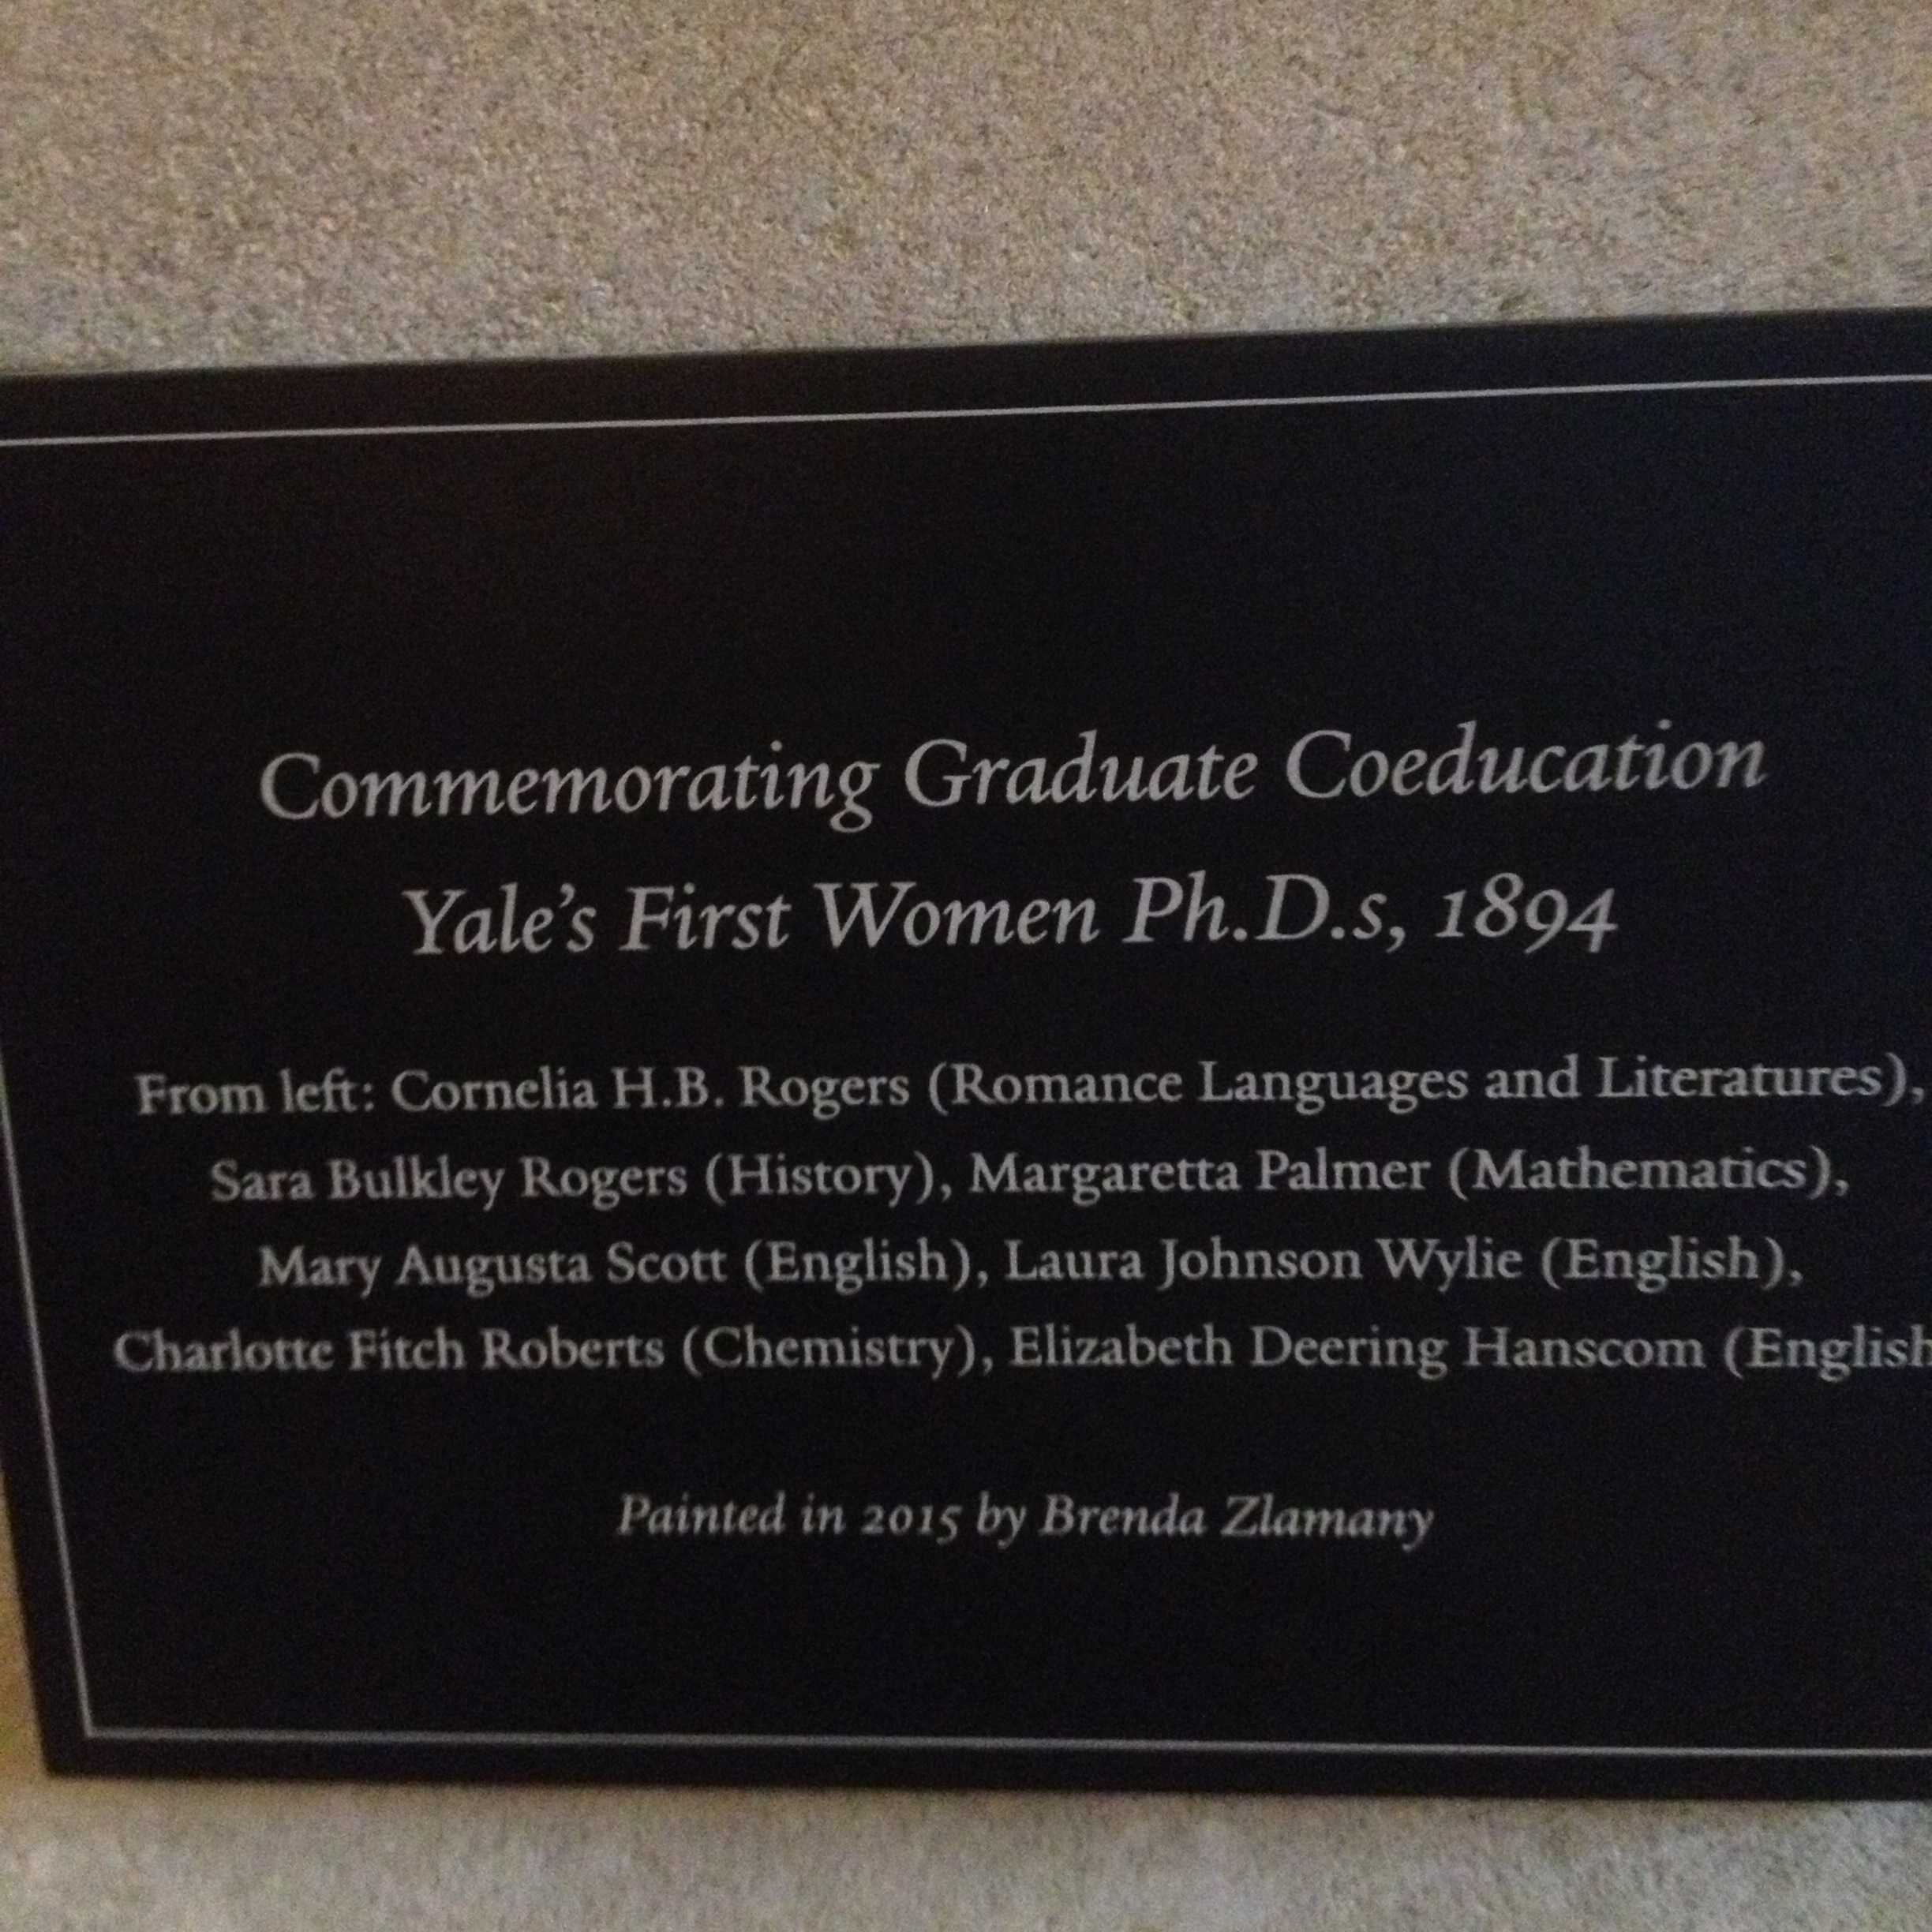 Commemorating Graduate Coeducation
Yale's First Women Ph.D.s, 1894
From left: Cornelia H.B. Rogers (Romance Languages and Literatures),
Sara Bulkley Rogers (History), Margaretta Palmer (Mathematics),
Mary Augusta Scott (English), Laura Johnson Wylie (English),
Charlotte Fitch Roberts (Chemistry), Elizabeth Deering Hanscom (English
Painted in 2015 by Brenda Zlamany